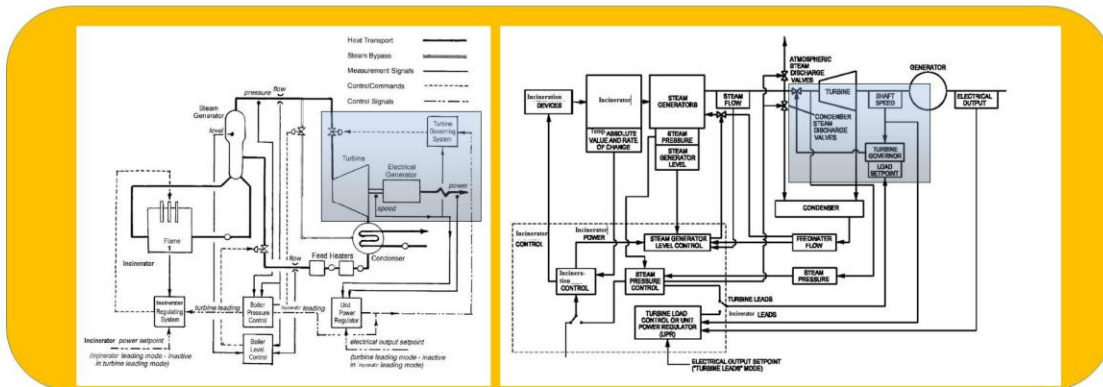 Heat Transport
Steam Bypass
Measurement Signals
Control/Commands
Control Signals
flow
pressure
Steam
Generator
level
Turbine
Governing
System
Turbine
Electrical
Generator
power
speed
Flame
Incinerator
Feed Heaters
Condenser
flow
Incinerator
Regulating
System
turbine leading
Boiler
Pressure
Control
incinerator leading
Unit
Power
Regulator
Boiler
Level
Control
Incinerator power setpoint
(incinerator leading mode - inactive
in turbine leading mode)
electrical output setpoint
(turbine leading mode - inactive
in incinerator leading mode)
ATMOSPHERIC
STEAM
DISCHARGE
VALVES
GENERATOR
TURBINE
Incineration
DEVICES
Incinerator
STEAM
GENERATORS
STEAM
FLOW
SHAFT
SPEED
ELECTRICAL
OUTPUT
CONDENSER
STEAM
DISCHARGE
VALVES
Temp ABSOLUTE
VALUE AND RATE
OF CHANGE
STEAM
PRESSURE
STEAM
GENERATOR
LEVEL
TURBINE
GOVERNOR
LOAD
SETPOINT
CONDENSER
Incinerator
CONTROL
Incinerator
POWER
STEAM GENERATOR
LEVEL CONTROL
FEEDWATER
FLOW
Incinera-
tion
CONTROL
STEAM
PRESSURE
CONTROL
STEAM
PRESSURE
TURBINE LEADS
Incinerator LEADS
TURBINE LOAD
CONTROL OR UNIT
POWER REGULATOR
(UPR)
ELECTRICAL OUTPUT SETPOINT
("TURBINE LEADS" MODE)